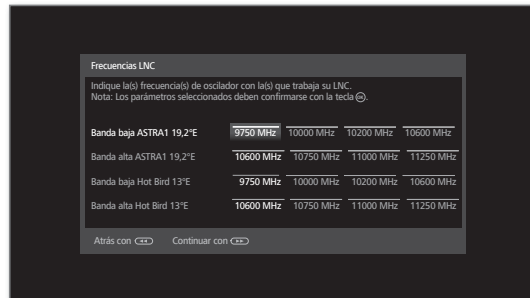 Frecuencias LNC
Indique la(s) frecuencia(s) de oscilador con la(s) que trabaja su LNC.
Nota: Los parámetros seleccionados deben confirmarse con la tecla OK.
Banda baja ASTRA1 19,2°E 9750 MHz 10000 MHz 10200 MHz 10600 MHz
Banda alta ASTRA1 19,2°E 10600 MHz 10750 MHz 11000 MHz 11250 MHz
Banda baja Hot Bird 13°E 9750 MHz 10000 MHz 10200 MHz 10600 MHz
Banda alta Hot Bird 13°E 10600 MHz 10750 MHz 11000 MHz 11250 MHz
Atrás con ◄◄ Continuar con ►►